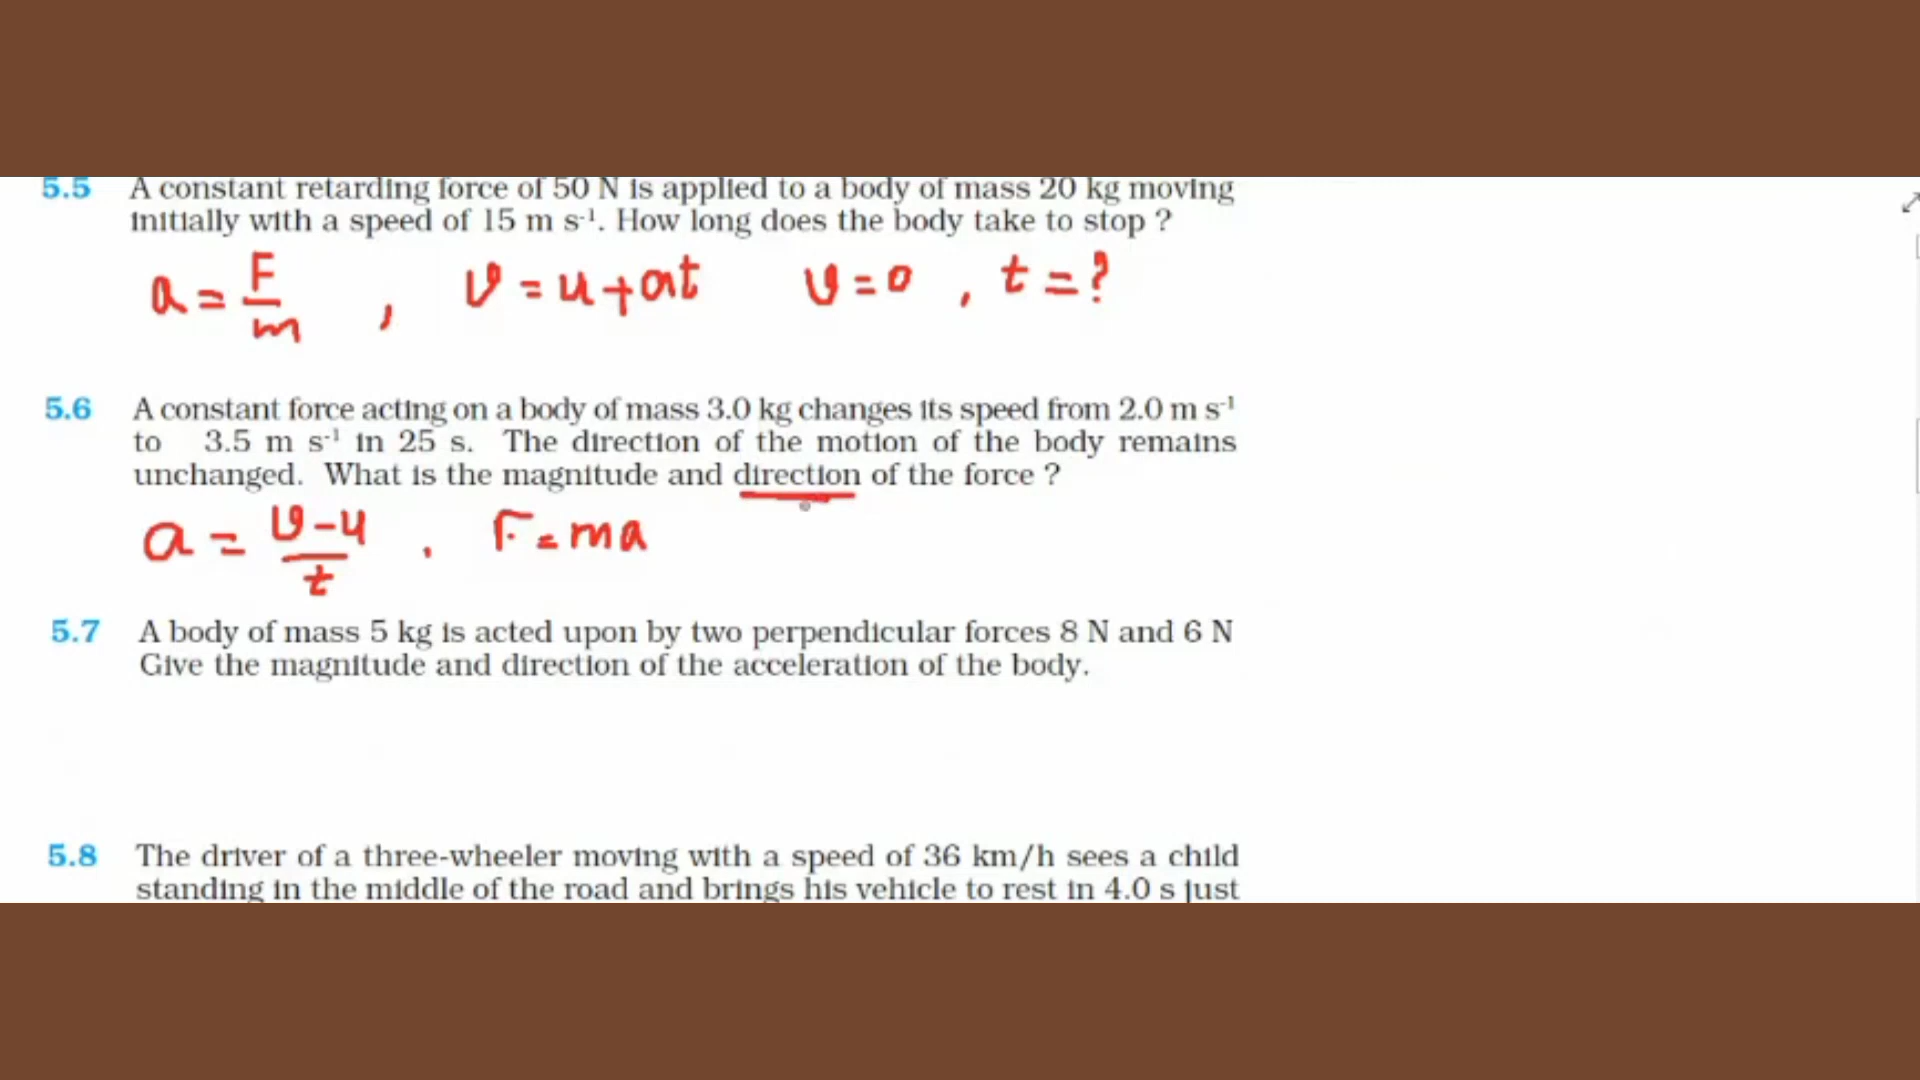 5.5 A constant retarding force of 50 N is applied to a body of mass 20 kg moving
initially with a speed of 15 m s⁻¹. How long does the body take to stop ?
a = F/m , v = u+at v = 0 , t = ?
5.6 A constant force acting on a body of mass 3.0 kg changes its speed from 2.0 m s⁻¹
to 3.5 m s⁻¹ in 25 s. The direction of the motion of the body remains
unchanged. What is the magnitude and direction of the force ?
a = v-u/t . F = ma
5.7 A body of mass 5 kg is acted upon by two perpendicular forces 8 N and 6 N
Give the magnitude and direction of the acceleration of the body.
5.8 The driver of a three-wheeler moving with a speed of 36 km/h sees a child
standing in the middle of the road and brings his vehicle to rest in 4.0 s just